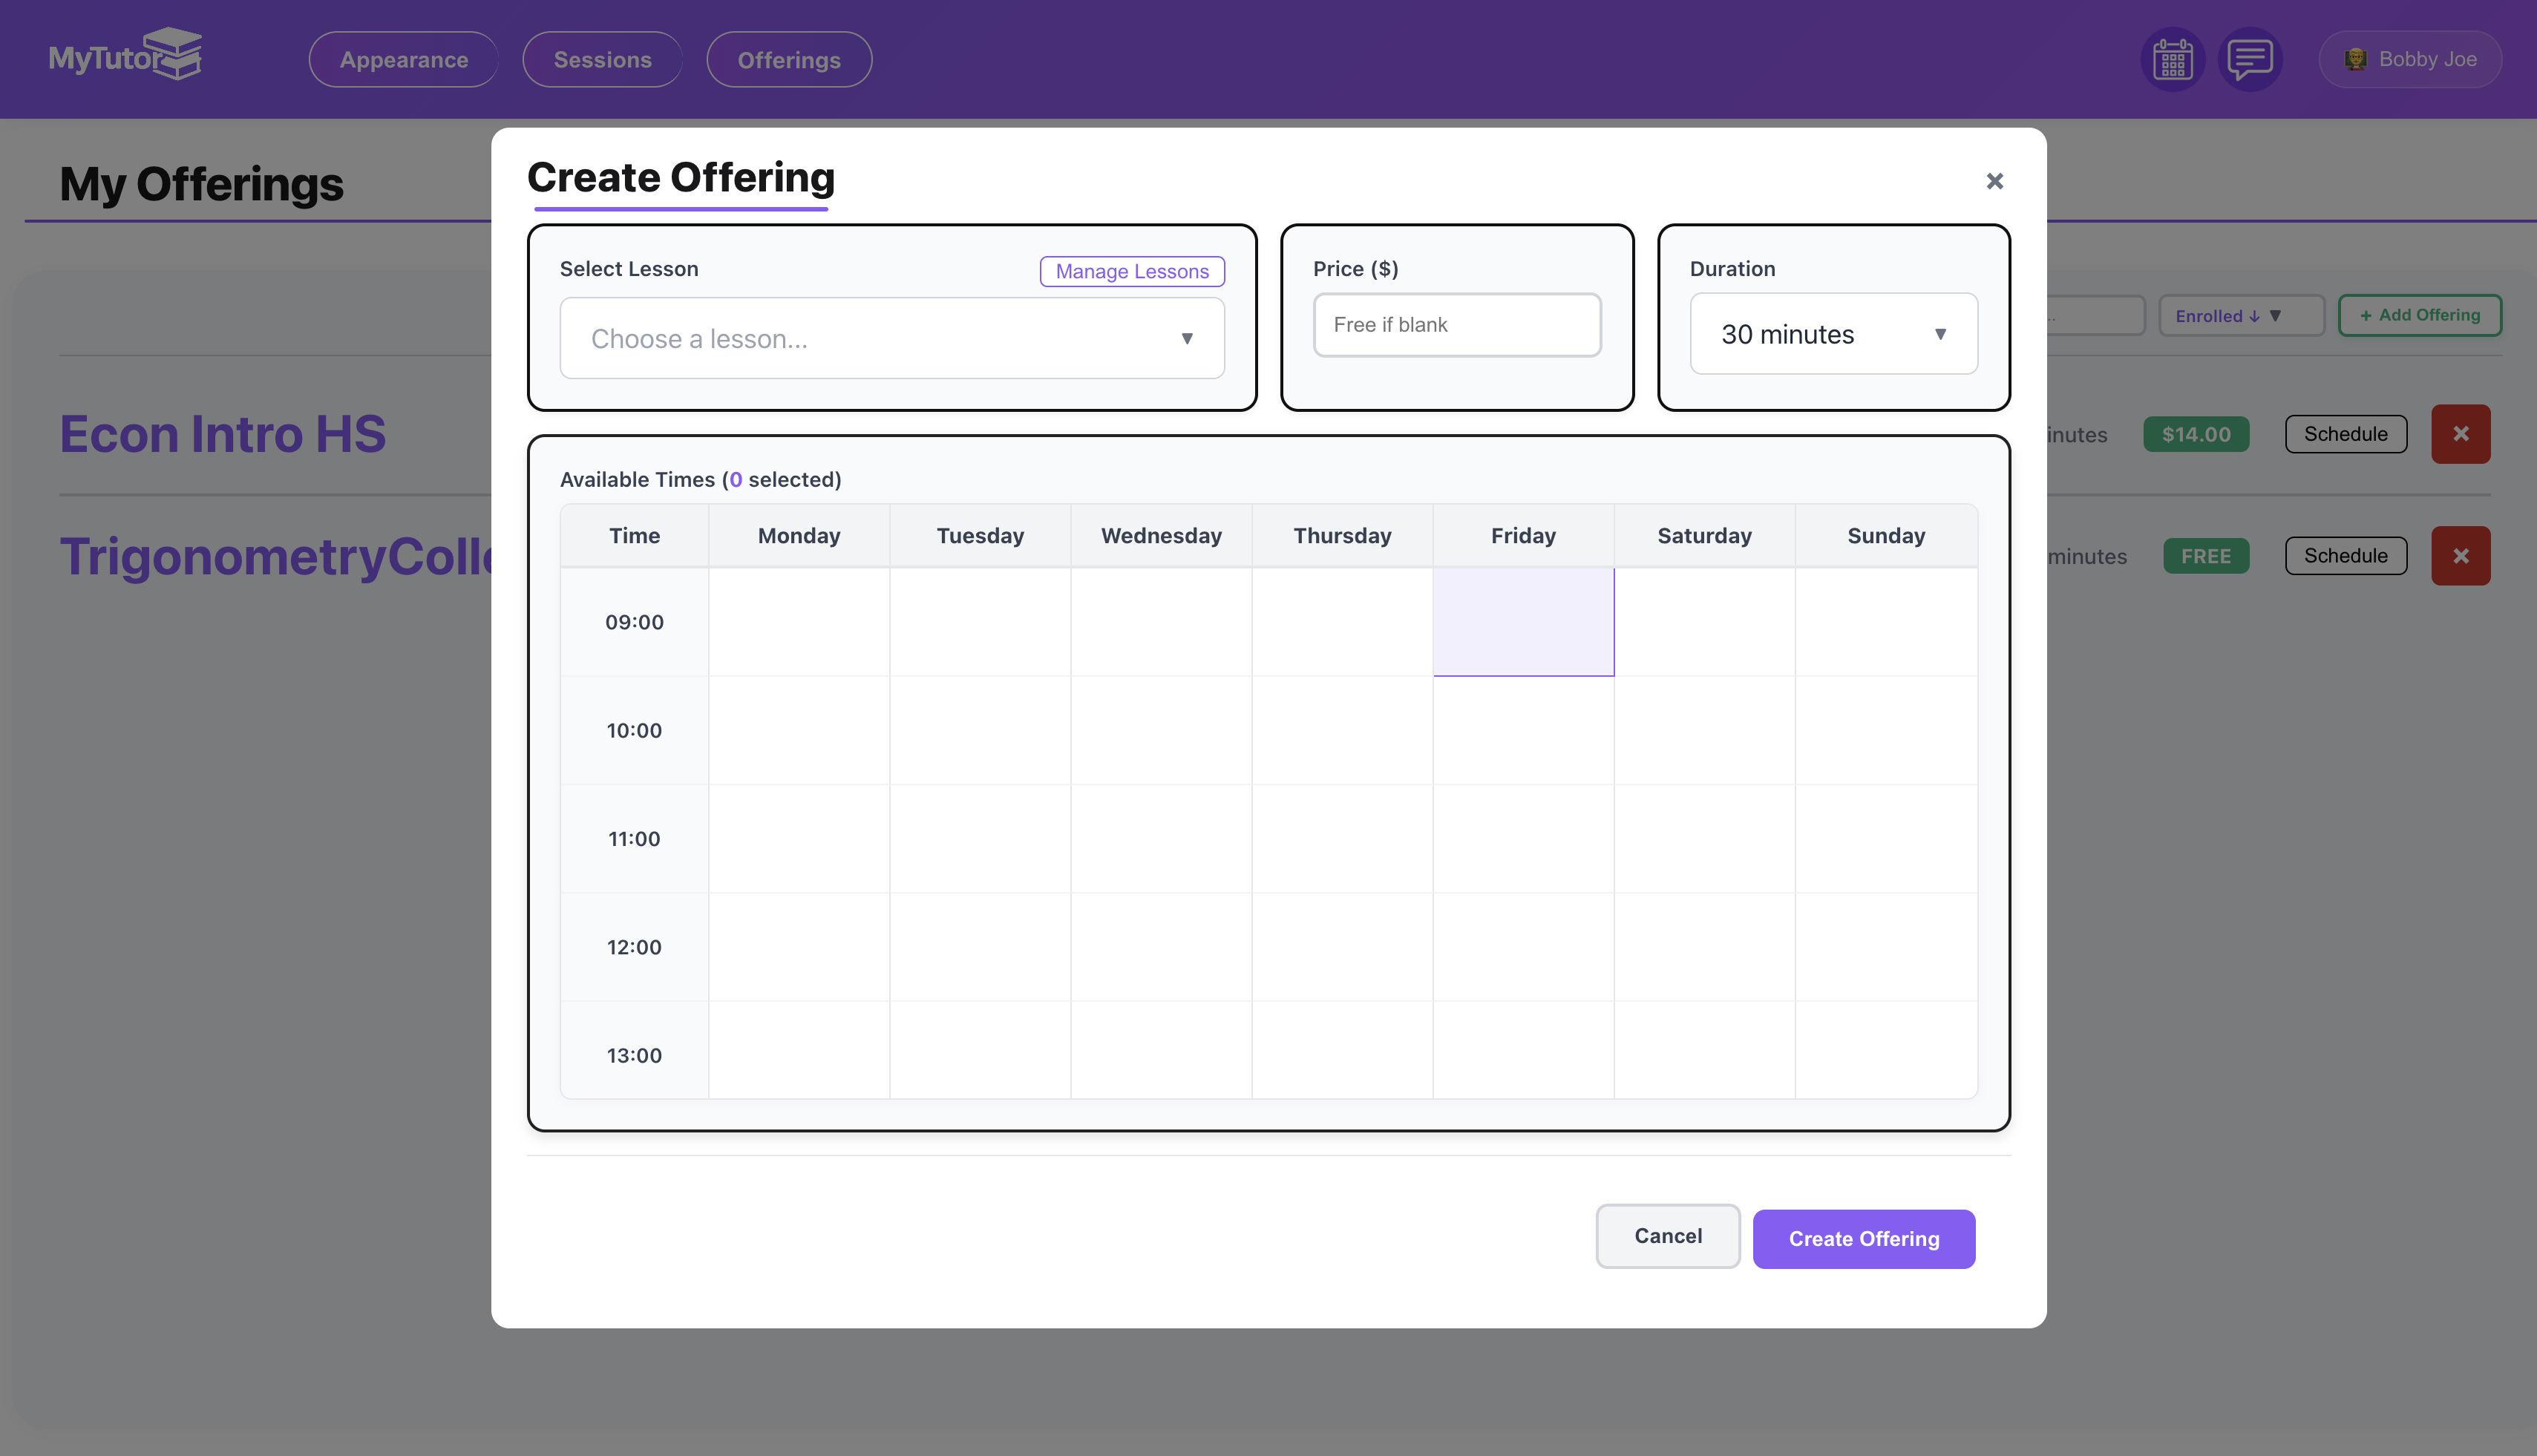 MyTutor
Appearance
Sessions
Offerings
Bobby Joe
My Offerings
Create Offering
×
Select Lesson
Manage Lessons
Choose a lesson...
Price ($)
Free if blank
Duration
30 minutes
Enrolled ↓ ▼
+ Add Offering
Econ Intro HS
inutes
$14.00
Schedule
×
TrigonometryColle
minutes
FREE
Schedule
×
Available Times (0 selected)
Time Monday Tuesday Wednesday Thursday Friday Saturday Sunday
09:00
10:00
11:00
12:00
13:00
Cancel
Create Offering